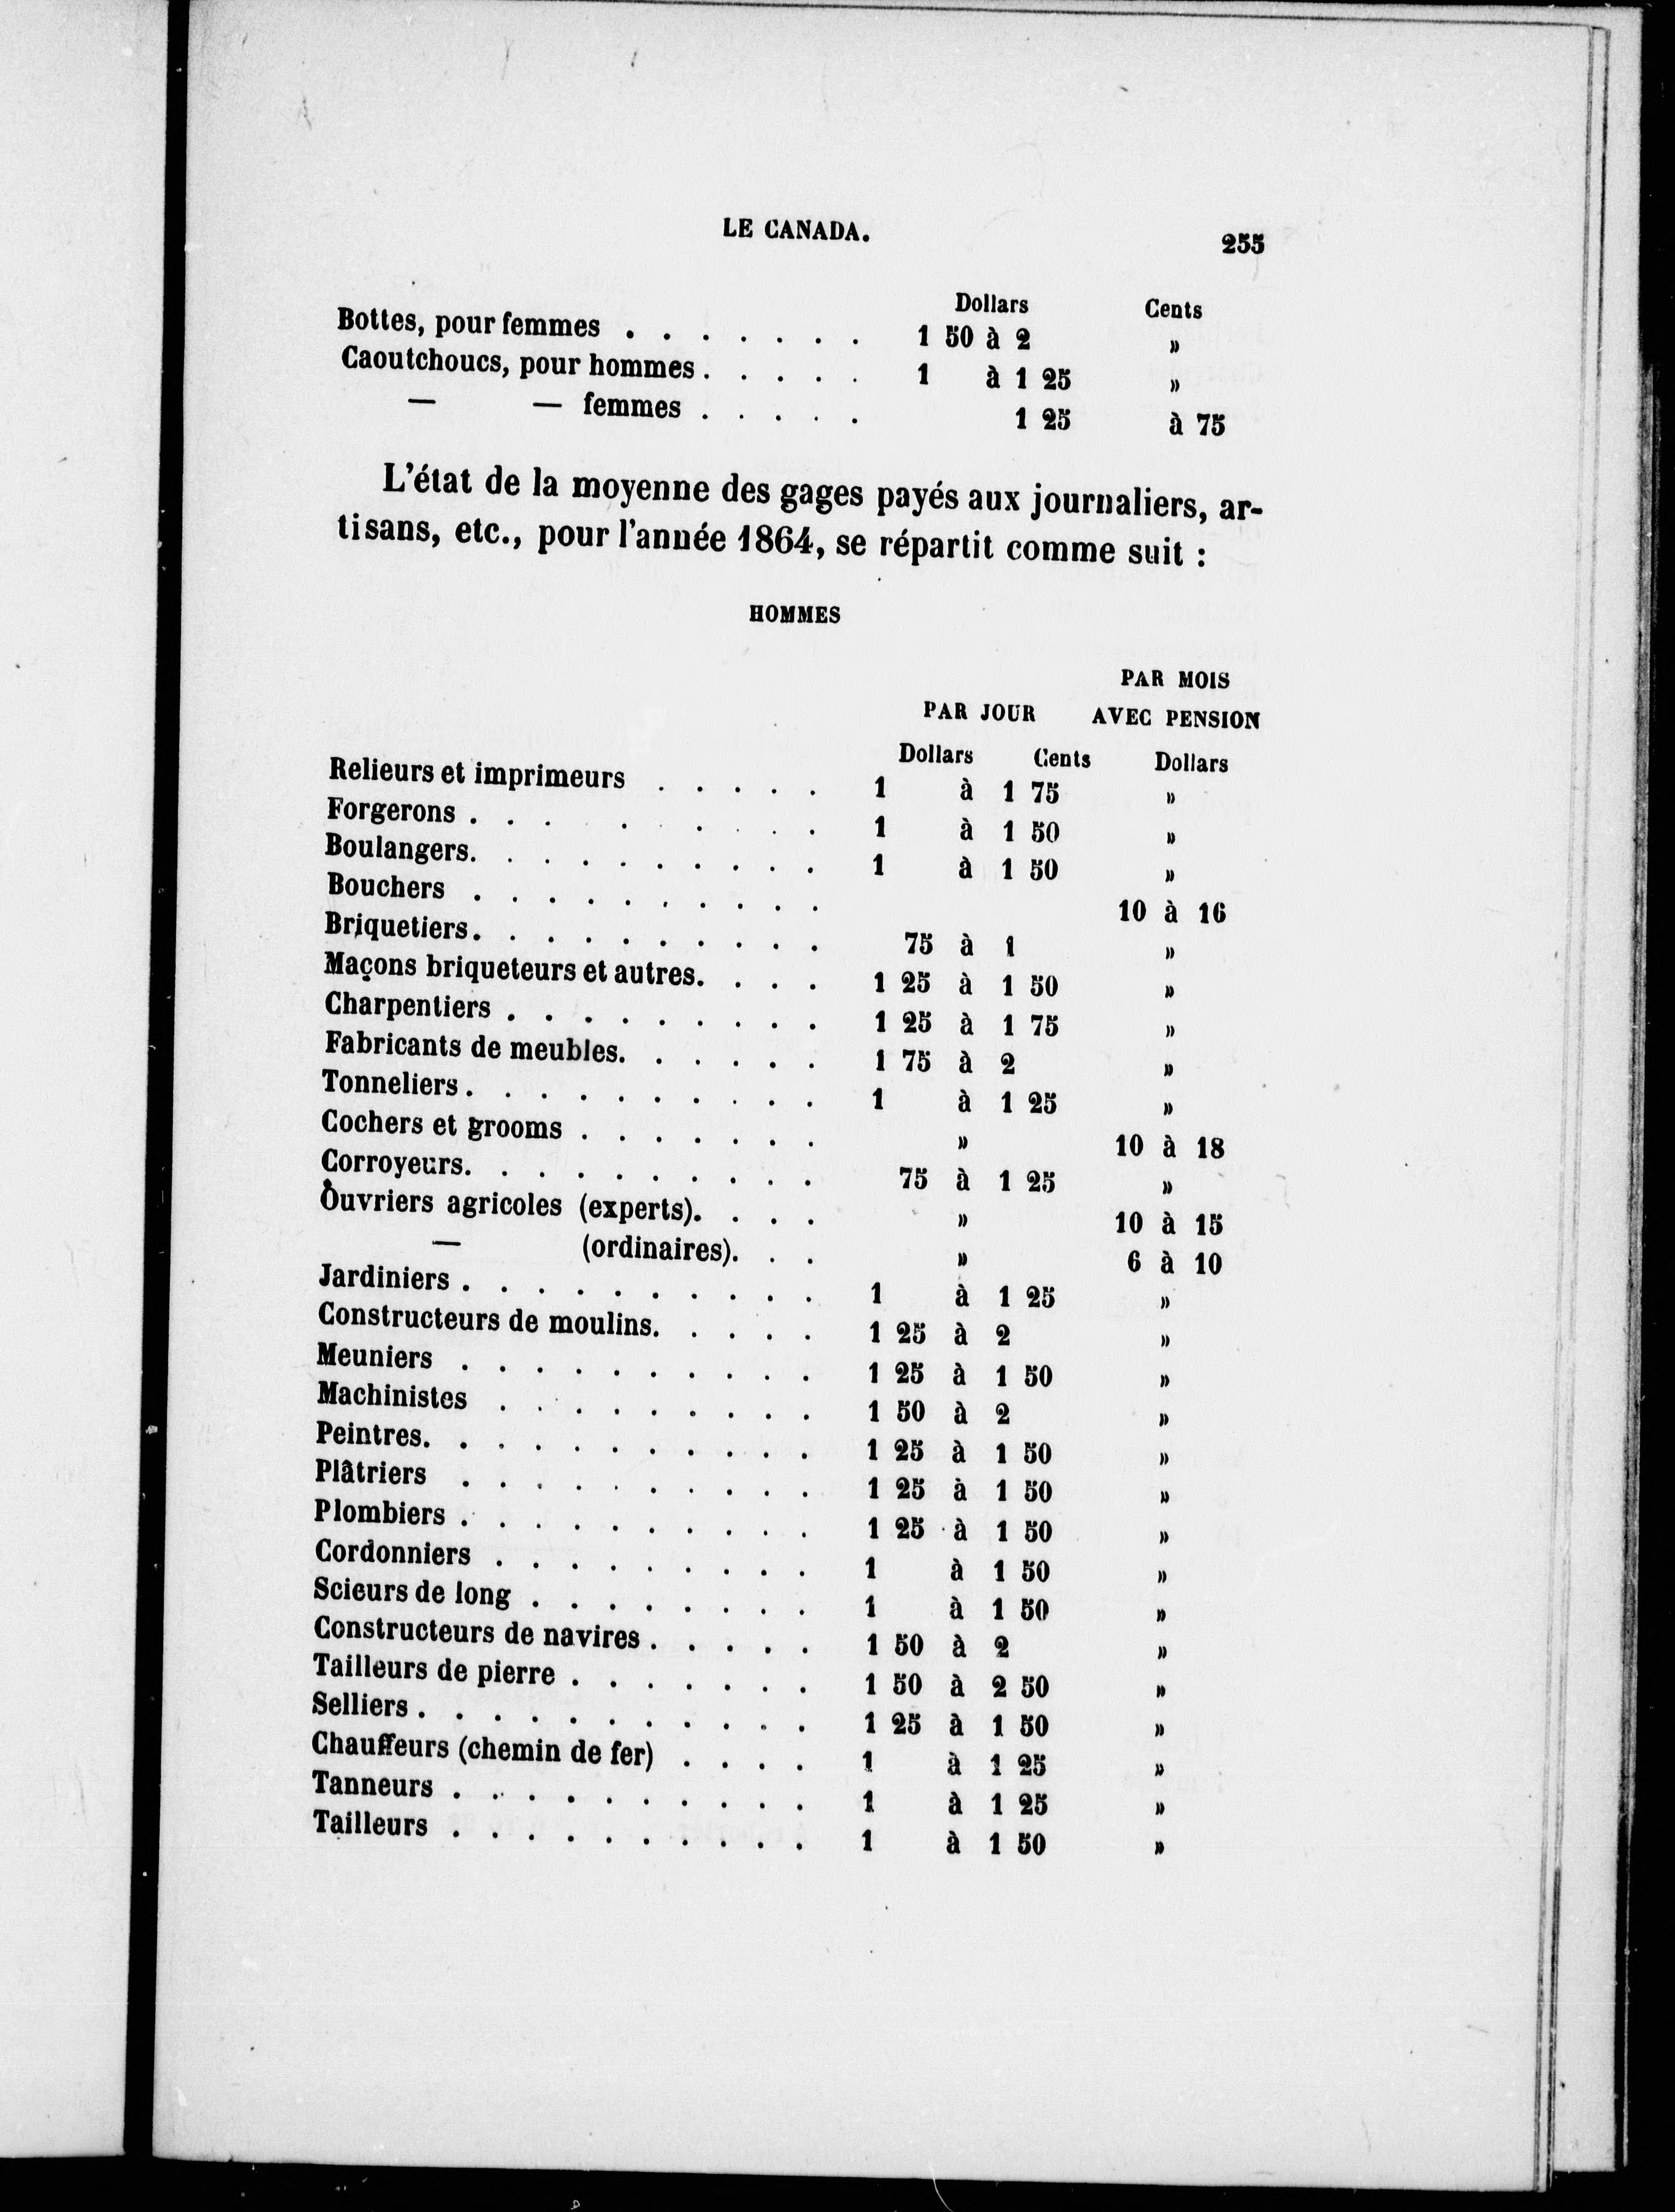 LE CANADA. 255
Dollars Cents
Bottes, pour femmes . . . . . . . 1 50 à 2 »
Caoutchoucs, pour hommes . . . . . 1 à 1 25 »
— — femmes . . . . . 1 25 à 75
L'état de la moyenne des gages payés aux journaliers, ar-
tisans, etc., pour l'année 1864, se répartit comme suit :
HOMMES
PAR MOIS
PAR JOUR AVEC PENSION
Dollars Cents Dollars
Relieurs et imprimeurs . . . . . 1 à 1 75 »
Forgerons . . . . . . . . . 1 à 1 50 »
Boulangers. . . . . . . . . . 1 à 1 50 »
Bouchers . . . . . . . . . . 10 à 16
Briquetiers. . . . . . . . . . 75 à 1 »
Maçons briqueteurs et autres. . . . 1 25 à 1 50 »
Charpentiers . . . . . . . . . 1 25 à 1 75 »
Fabricants de meubles. . . . . . 1 75 à 2 »
Tonneliers . . . . . . . . . . 1 à 1 25 »
Cochers et grooms . . . . . . . » 10 à 18
Corroyeurs. . . . . . . . . . 75 à 1 25 »
Ouvriers agricoles (experts). . . . » 10 à 15
— (ordinaires). . . » 6 à 10
Jardiniers . . . . . . . . . . 1 à 1 25 »
Constructeurs de moulins. . . . . 1 25 à 2 »
Meuniers . . . . . . . . . . 1 25 à 1 50 »
Machinistes . . . . . . . . . 1 50 à 2 »
Peintres. . . . . . . . . . . 1 25 à 1 50 »
Plâtriers . . . . . . . . . . 1 25 à 1 50 »
Plombiers . . . . . . . . . . 1 25 à 1 50 »
Cordonniers . . . . . . . . . 1 à 1 50 »
Scieurs de long . . . . . . . . 1 à 1 50 »
Constructeurs de navires . . . . . 1 50 à 2 »
Tailleurs de pierre . . . . . . . 1 50 à 2 50 »
Selliers . . . . . . . . . . . 1 25 à 1 50 »
Chauffeurs (chemin de fer) . . . . 1 à 1 25 »
Tanneurs . . . . . . . . . . 1 à 1 25 »
Tailleurs . . . . . . . . . . 1 à 1 50 »